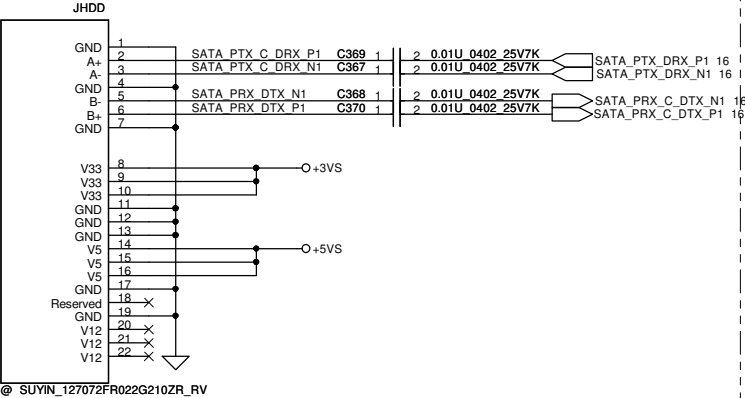 JHDD
GND 1
A+ 2 SATA_PTX_C_DRX_P1 C369 1 2 0.01U_0402_25V7K SATA_PTX_DRX_P1 16
A- 3 SATA_PTX_C_DRX_N1 C367 1 2 0.01U_0402_25V7K SATA_PTX_DRX_N1 16
GND 4
B- 5 SATA_PRX_DTX_N1 C368 1 2 0.01U_0402_25V7K SATA_PRX_C_DTX_N1 16
B+ 6 SATA_PRX_DTX_P1 C370 1 2 0.01U_0402_25V7K SATA_PRX_C_DTX_P1 16
GND 7
V33 8 +3VS
V33 9
V33 10
GND 11
GND 12
GND 13
V5 14 +5VS
V5 15
V5 16
GND 17
Reserved 18
GND 19
V12 20
V12 21
V12 22
@ SUYIN_127072FR022G210ZR_RV